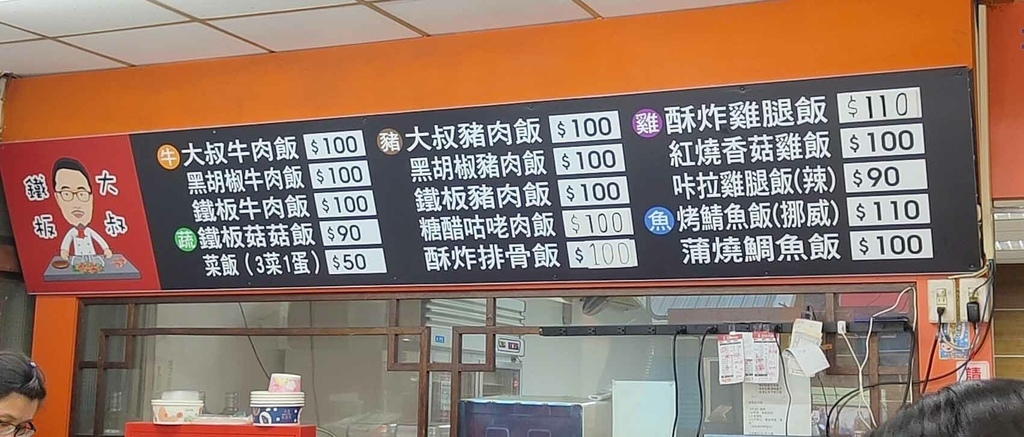 大叔
鐵板
牛 大叔牛肉飯 $100
黑胡椒牛肉飯 $100
鐵板牛肉飯 $100
蔬 鐵板菇菇飯 $90
菜飯(3菜1蛋) $50
豬 大叔豬肉飯 $100
黑胡椒豬肉飯 $100
鐵板豬肉飯 $100
糖醋咕咾肉飯 $100
酥炸排骨飯 $100
雞 酥炸雞腿飯 $110
紅燒香菇雞飯 $100
咔拉雞腿飯(辣) $90
魚 烤鯖魚飯(挪威) $110
蒲燒鯛魚飯 $100
請